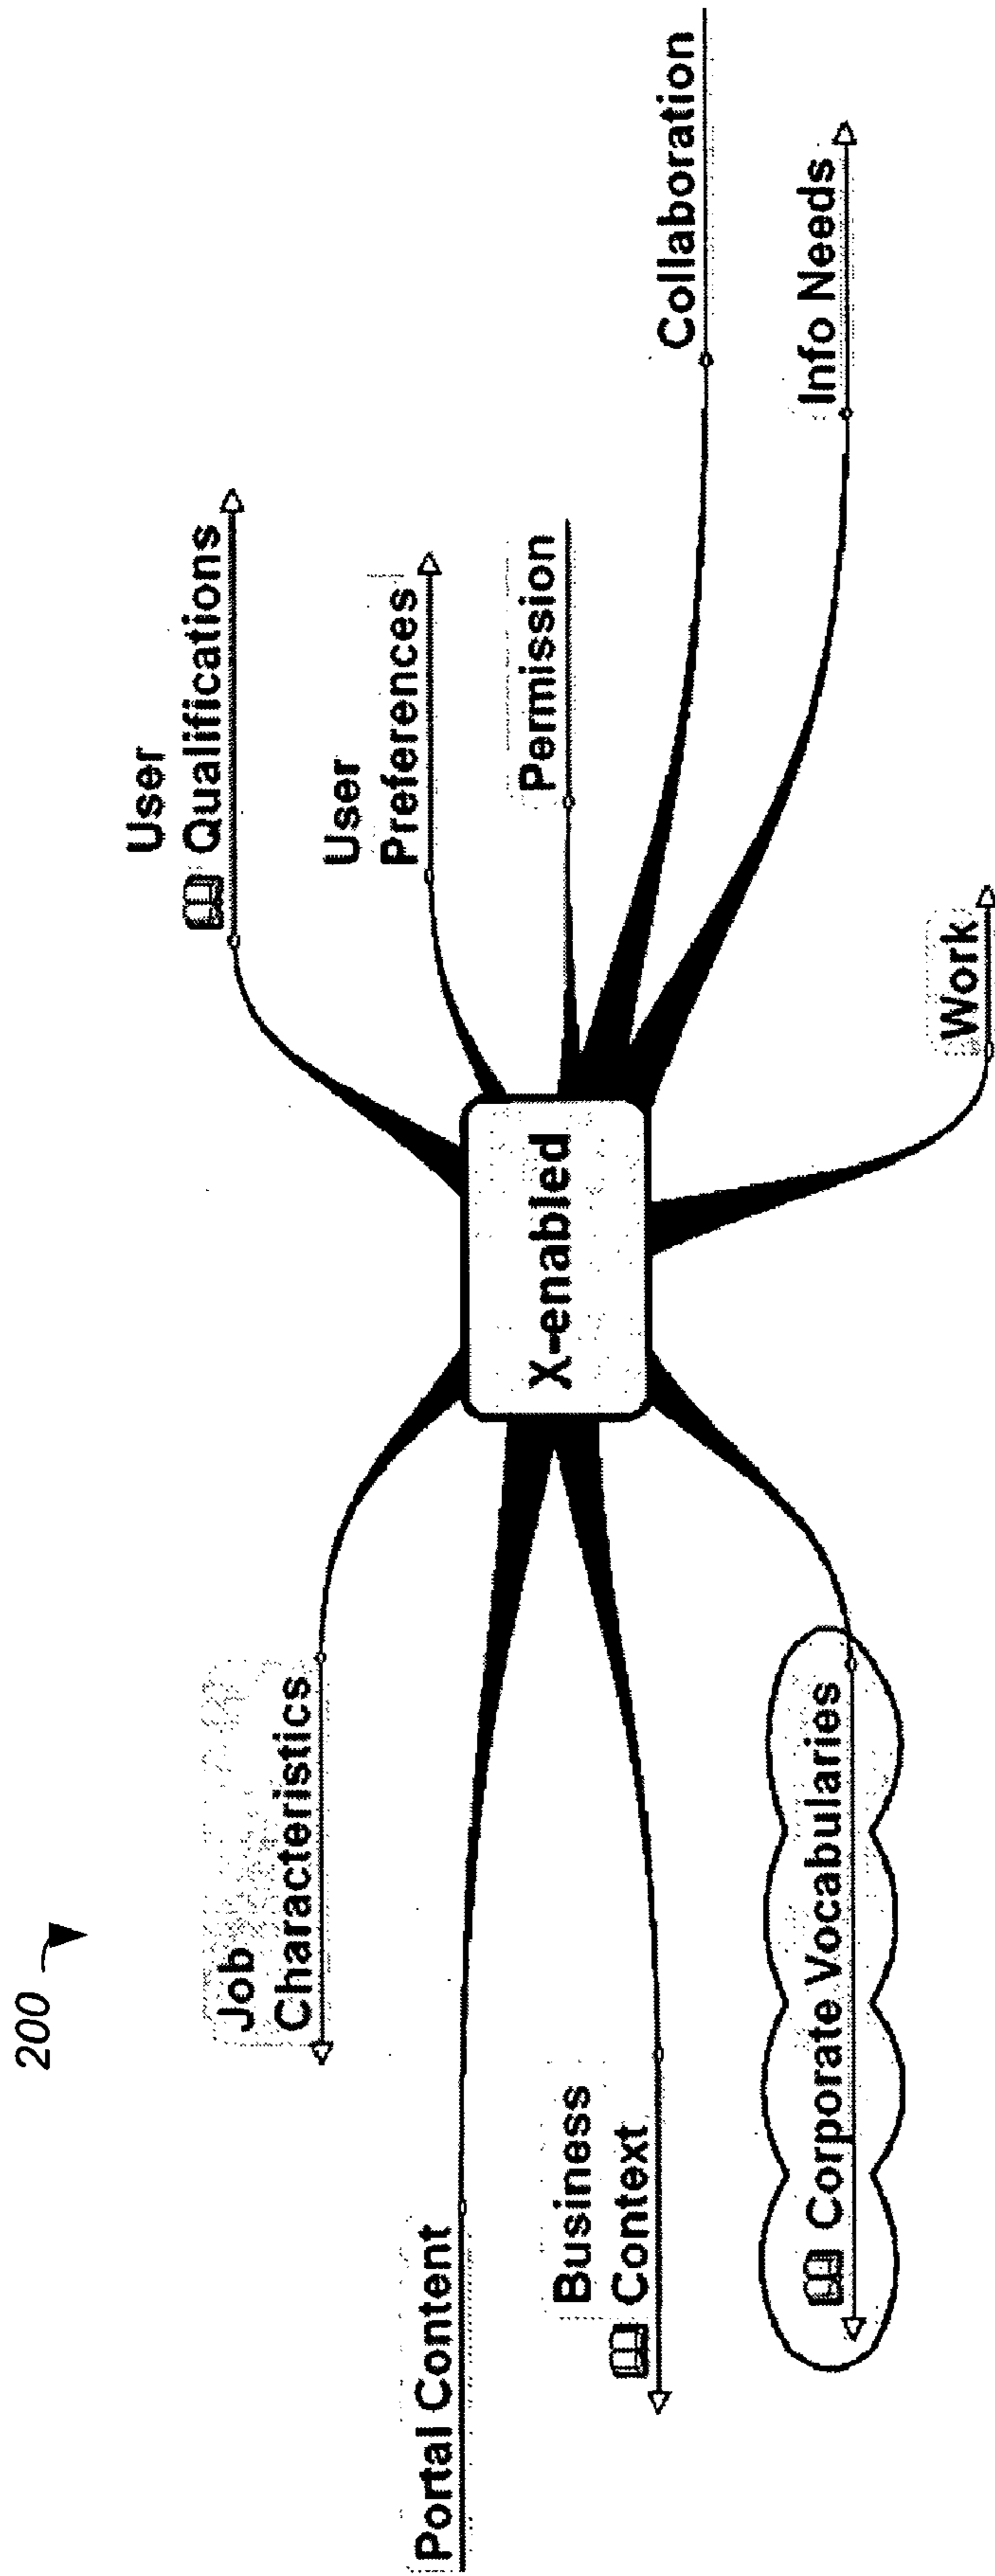 200
Job
Characteristics
Portal Content
Business
Context
Corporate Vocabularies
X-enabled
User
Qualifications
User
Preferences
Permission
Collaboration
Info Needs
Work